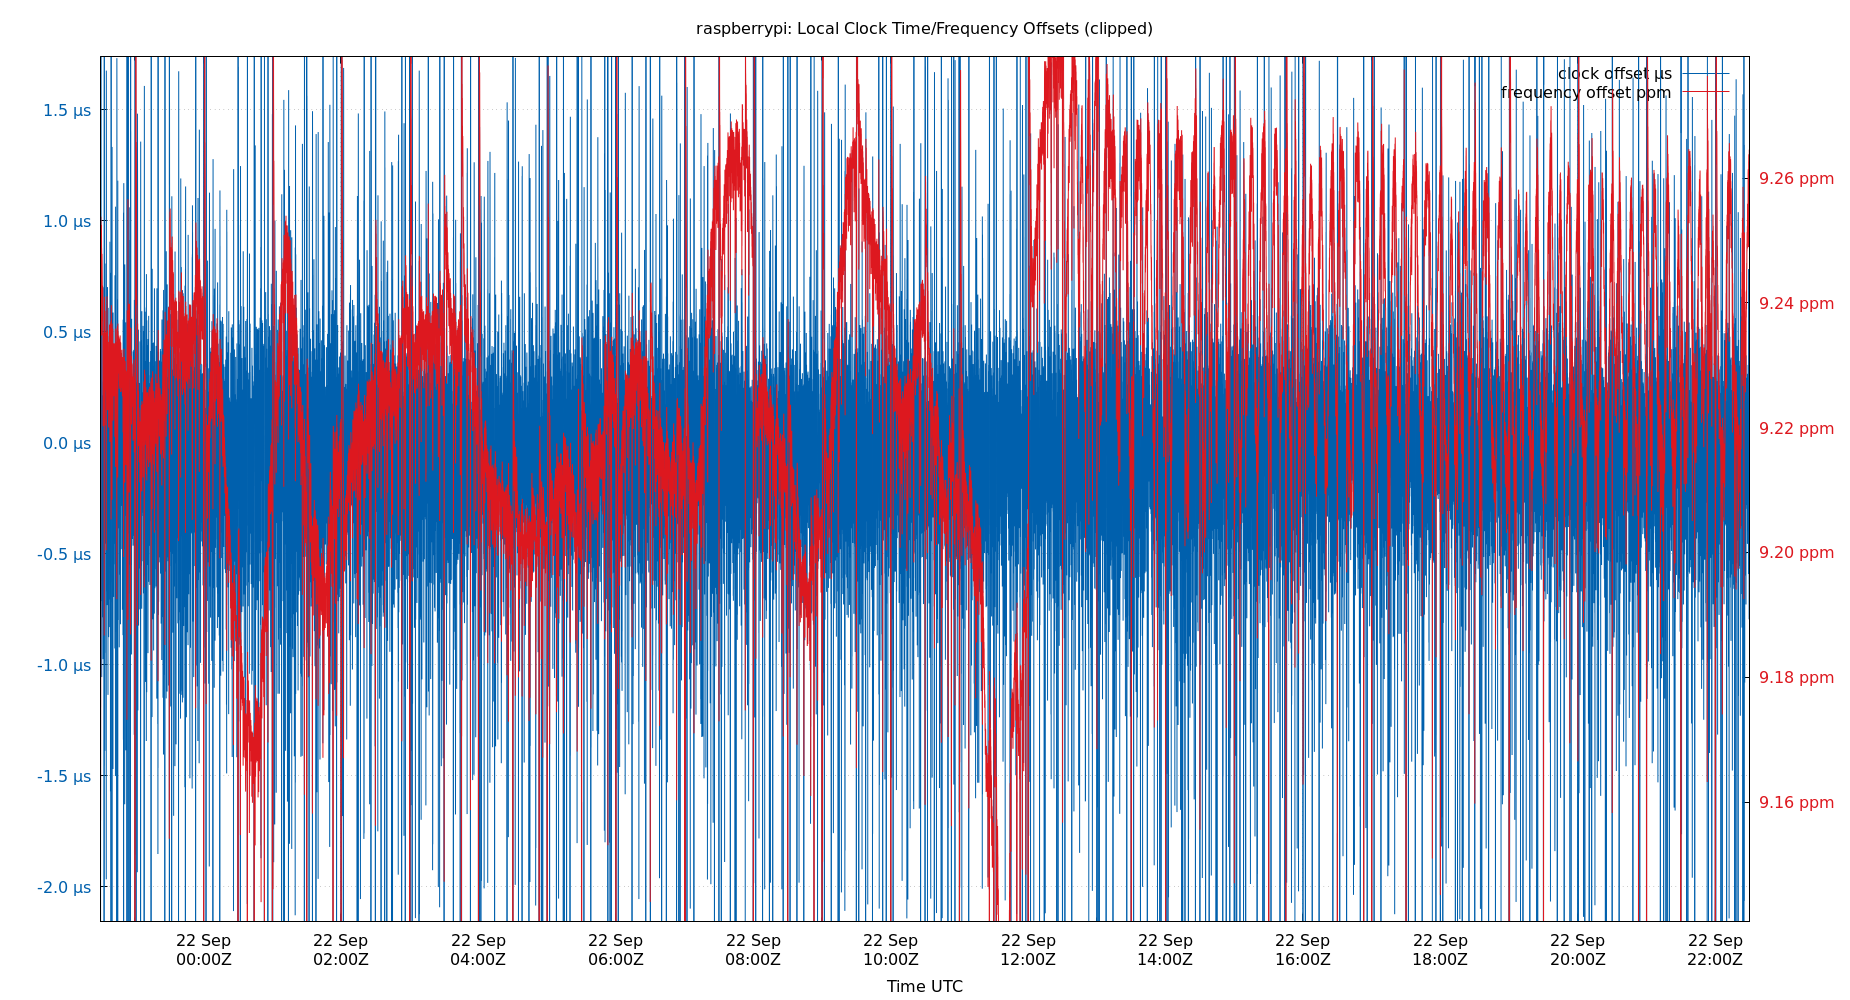 raspberrypi: Local Clock Time/Frequency Offsets (clipped)
clock offset µs
frequency offset ppm
1.5 µs
1.0 µs
0.5 µs
0.0 µs
-0.5 µs
-1.0 µs
-1.5 µs
-2.0 µs
9.26 ppm
9.24 ppm
9.22 ppm
9.20 ppm
9.18 ppm
9.16 ppm
22 Sep 22 Sep 22 Sep 22 Sep 22 Sep 22 Sep 22 Sep 22 Sep 22 Sep 22 Sep 22 Sep 22 Sep
00:00Z 02:00Z 04:00Z 06:00Z 08:00Z 10:00Z 12:00Z 14:00Z 16:00Z 18:00Z 20:00Z 22:00Z
Time UTC